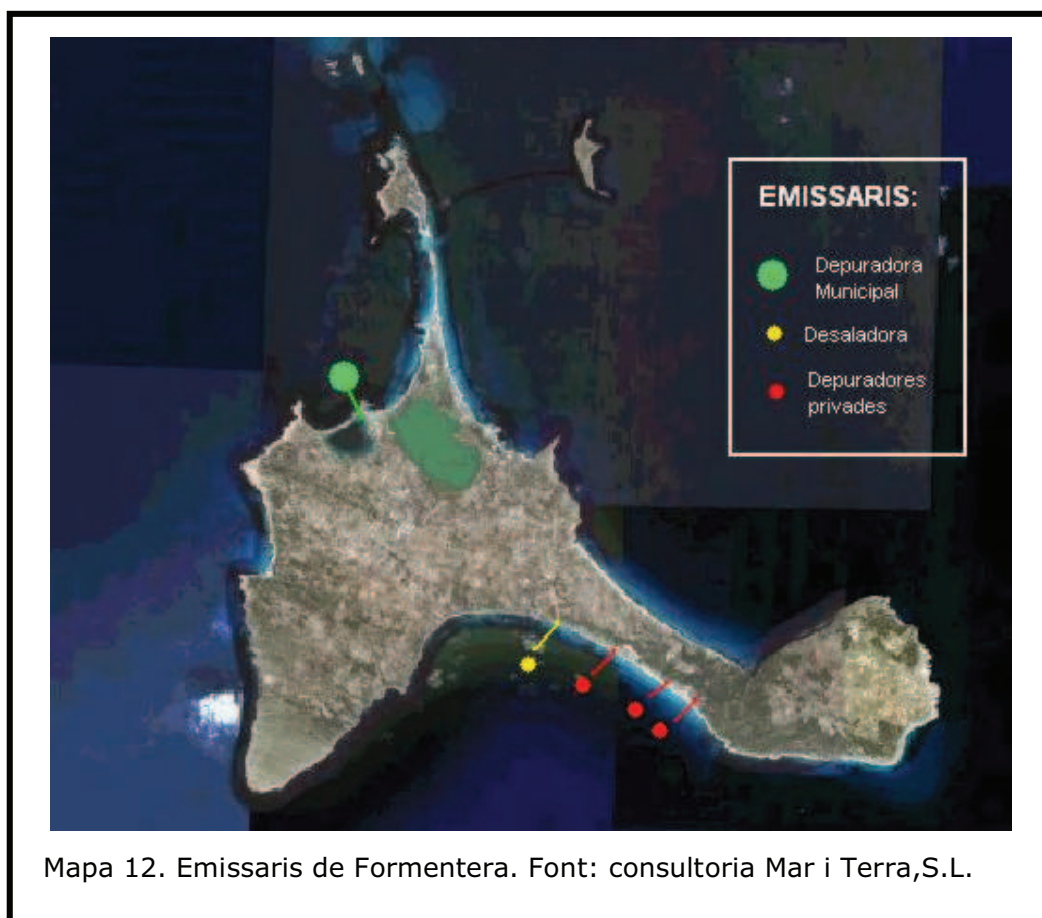 EMISSARIS:
Depuradora
Municipal
Desaladora
Depuradores
privades
Mapa 12. Emissaris de Formentera. Font: consultoria Mar i Terra,S.L.